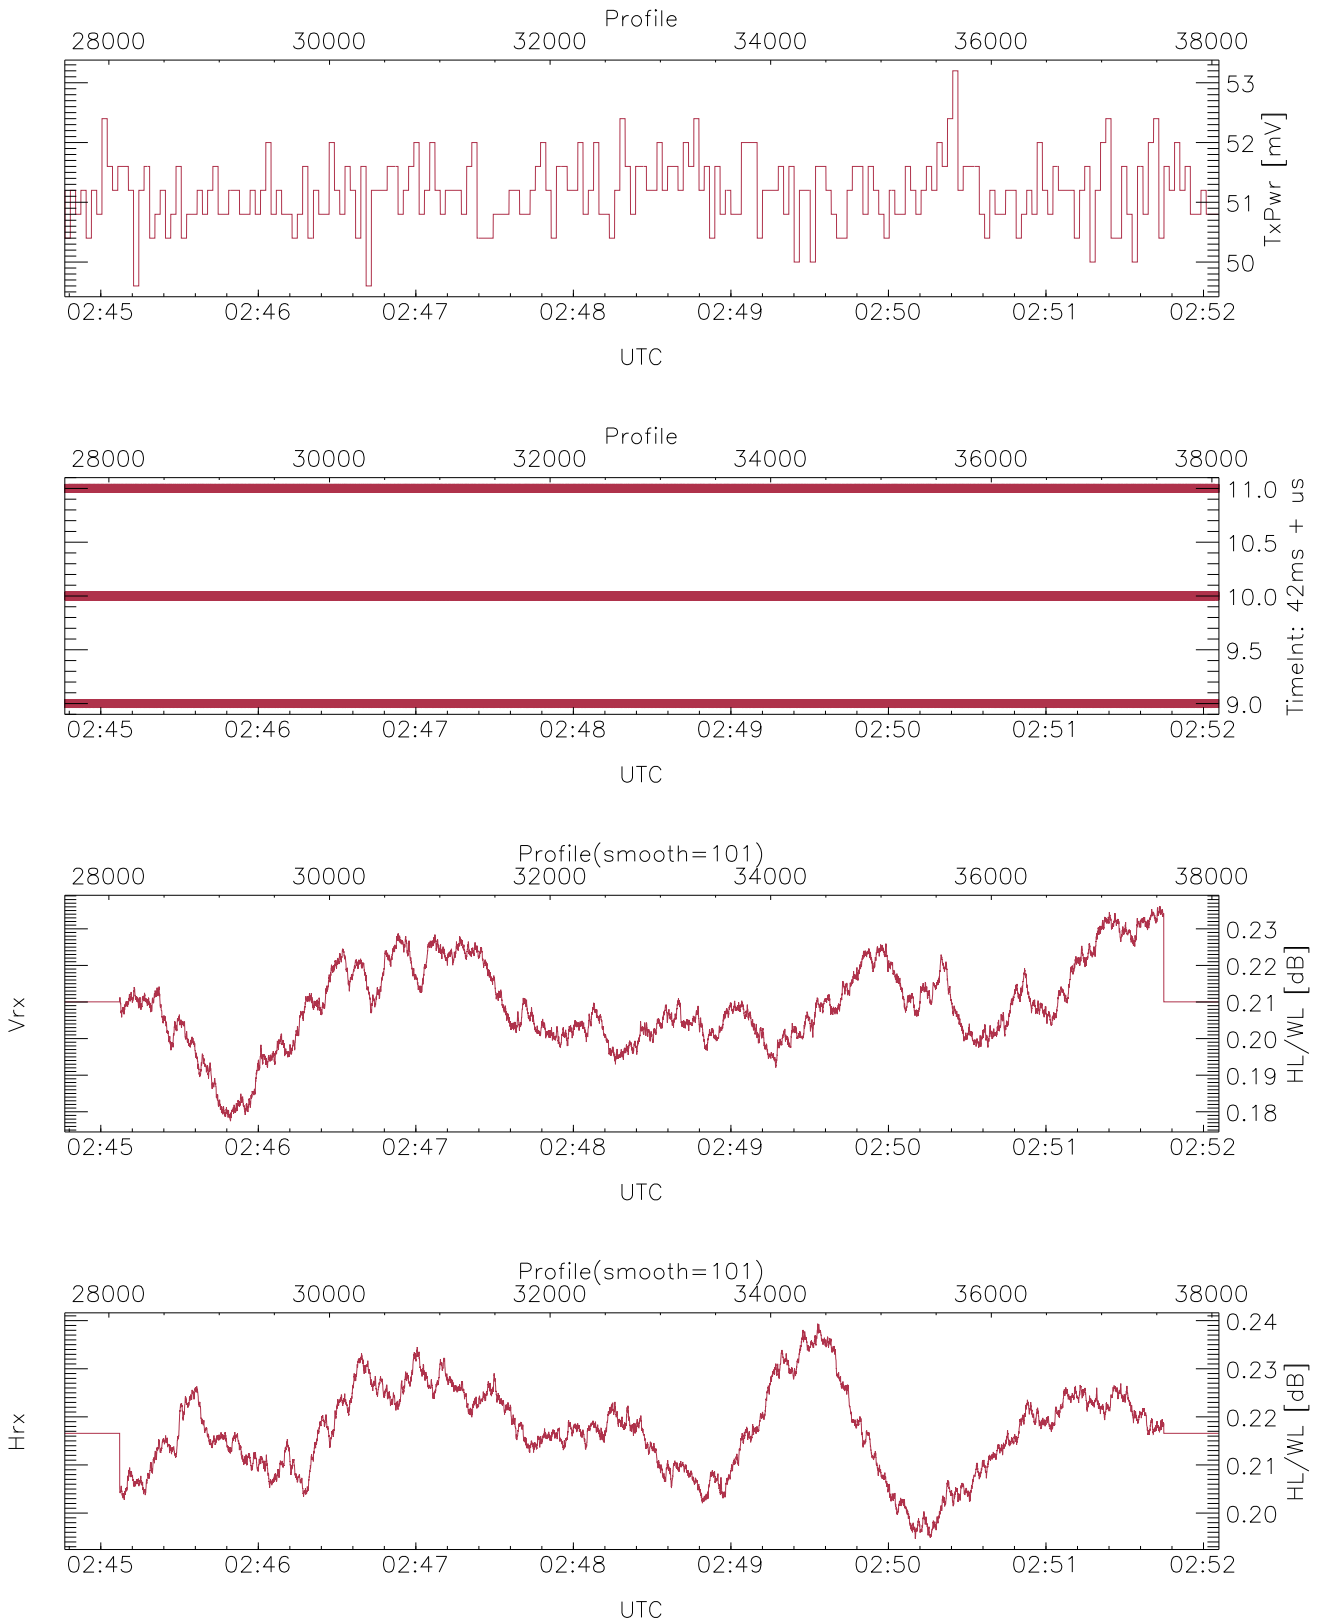 Profile
28000 30000 32000 34000 36000 38000
53
52
51
50
TxPwr [mV]
02:45 02:46 02:47 02:48 02:49 02:50 02:51 02:52
UTC
Profile
28000 30000 32000 34000 36000 38000
11.0
10.5
10.0
9.5
9.0
TimeInt: 42ms + us
02:45 02:46 02:47 02:48 02:49 02:50 02:51 02:52
UTC
Profile(smooth=101)
28000 30000 32000 34000 36000 38000
Vrx
0.23
0.22
0.21
0.20
0.19
0.18
HL/WL [dB]
02:45 02:46 02:47 02:48 02:49 02:50 02:51 02:52
UTC
Profile(smooth=101)
28000 30000 32000 34000 36000 38000
Hrx
0.24
0.23
0.22
0.21
0.20
HL/WL [dB]
02:45 02:46 02:47 02:48 02:49 02:50 02:51 02:52
UTC